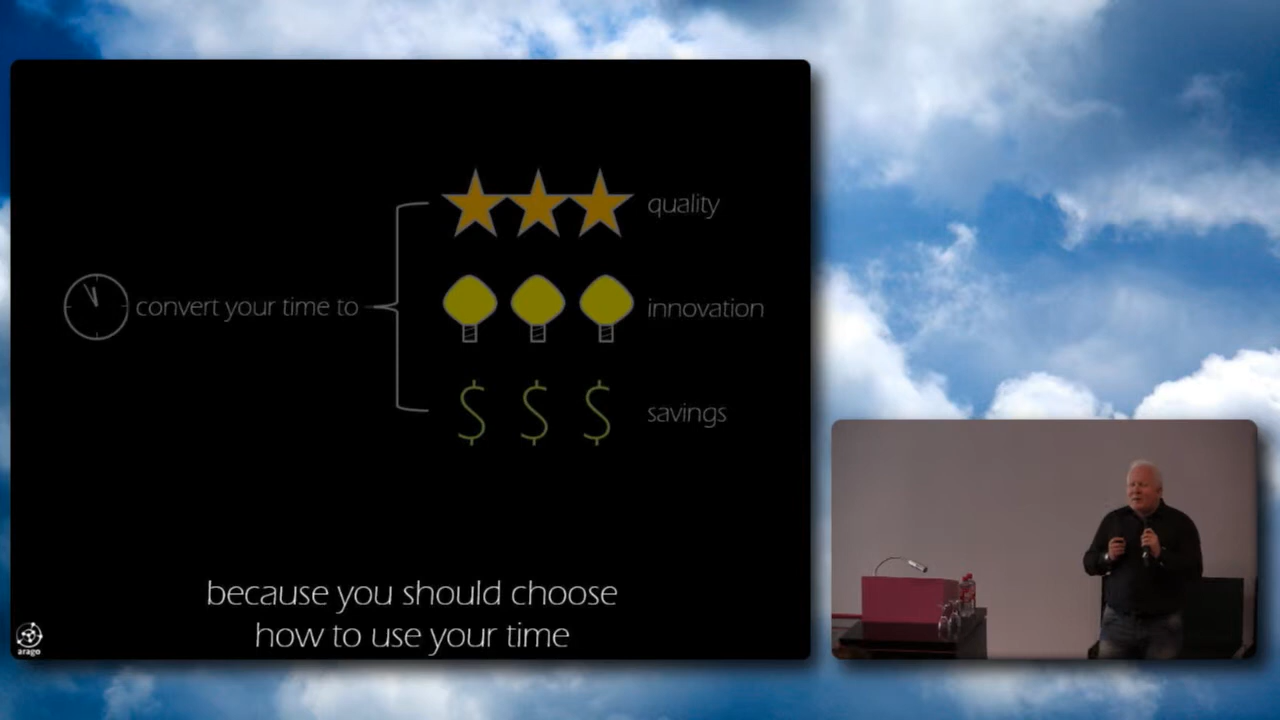 quality
convert your time to
innovation
savings
because you should choose
how to use your time
arago